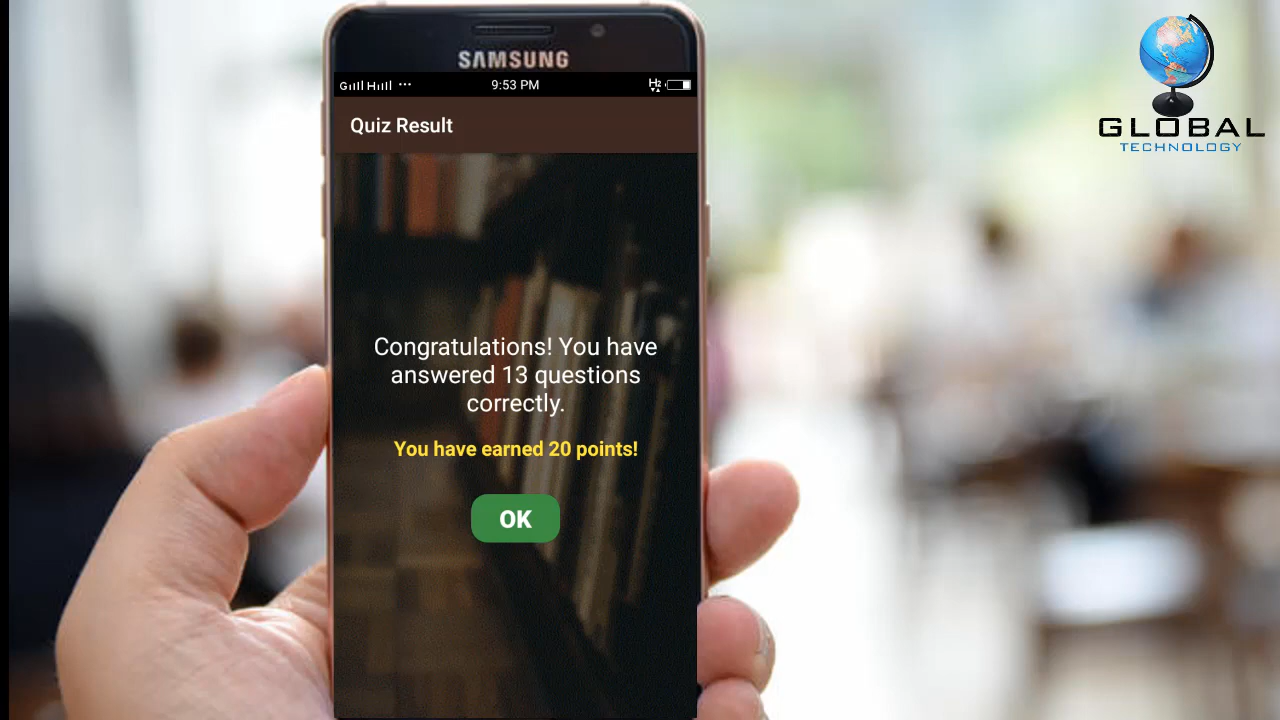 SAMSUNG
9:53 PM
Quiz Result
Congratulations! You have
answered 13 questions
correctly.
You have earned 20 points!
OK
GLOBAL
TECHNOLOGY